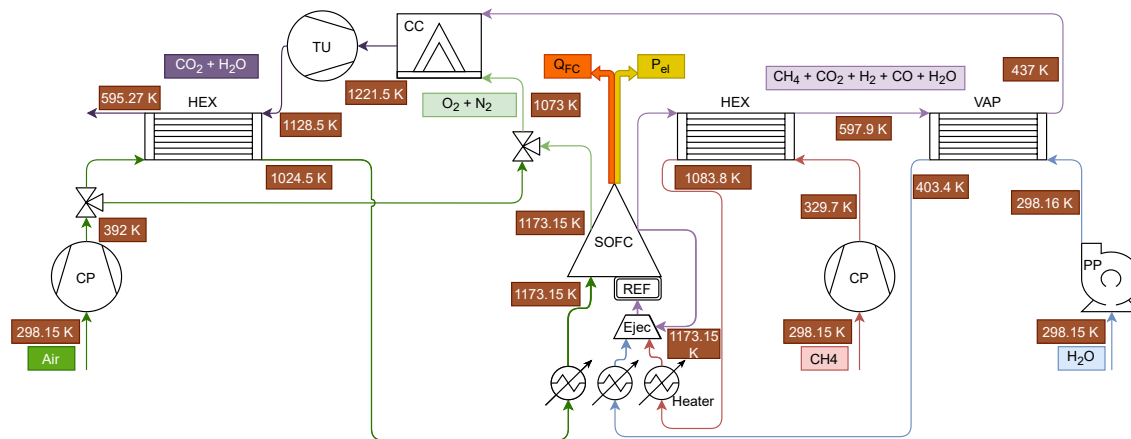 CC
TU
Q_FC
P_el
CO₂ + H₂O
CH₄ + CO₂ + H₂ + CO + H₂O
437 K
1221.5 K
595.27 K
HEX
O₂ + N₂
1073 K
HEX
VAP
1128.5 K
597.9 K
1024.5 K
1083.8 K
403.4 K
329.7 K
298.16 K
392 K
1173.15 K
SOFC
CP
CP
PP
1173.15 K
REF
298.15 K
Ejec
1173.15
K
298.15 K
298.15 K
Air
CH4
H₂O
Heater